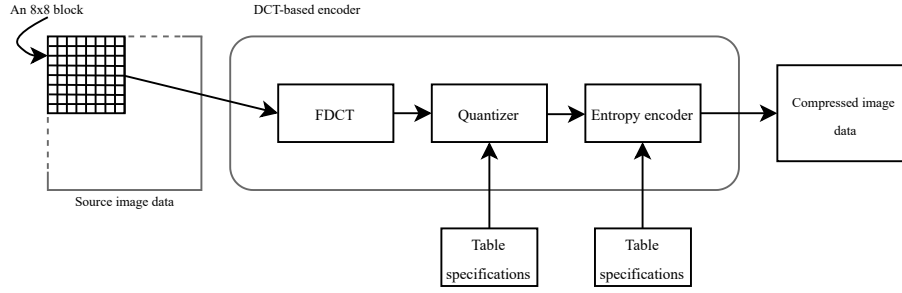 An 8x8 block
DCT-based encoder
FDCT
Quantizer
Entropy encoder
Compressed image
data
Source image data
Table
specifications
Table
specifications